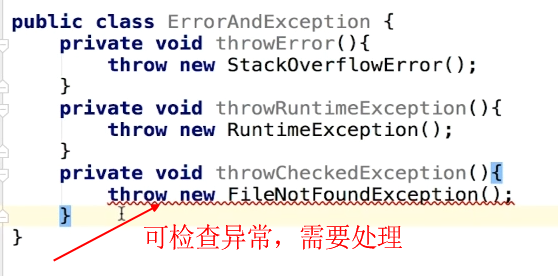 public class ErrorAndException {
    private void throwError(){
        throw new StackOverflowError();
    }
    private void throwRuntimeException(){
        throw new RuntimeException();
    }
    private void throwCheckedException(){
        throw new FileNotFoundException();
    }
}
可检查异常，需要处理